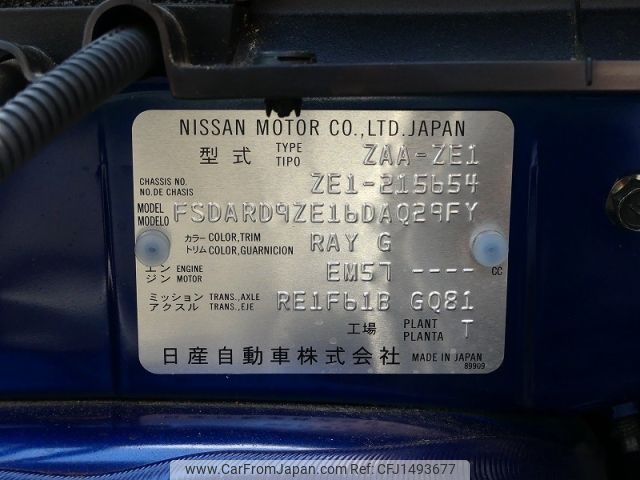 NISSAN MOTOR CO.,LTD.JAPAN
型式 TYPE TIPO ZAA-ZE1
CHASSIS NO. NO.DE CHASIS ZE1-215654
MODEL MODELO FSDARD9ZE16DAQ29FY
カラー COLOR,TRIM トリム COLOR,GUARNICION RAY G
エンジン ENGINE MOTOR EM57 ---- CC
ミッション TRANS.,AXLE アクスル TRANS.,EJE RE1F61B GQ81
工場 PLANT PLANTA T
日産自動車株式会社 MADE IN JAPAN
89909
CAR FROM JAPAN (carfromjapan.com) - CFJ1493677